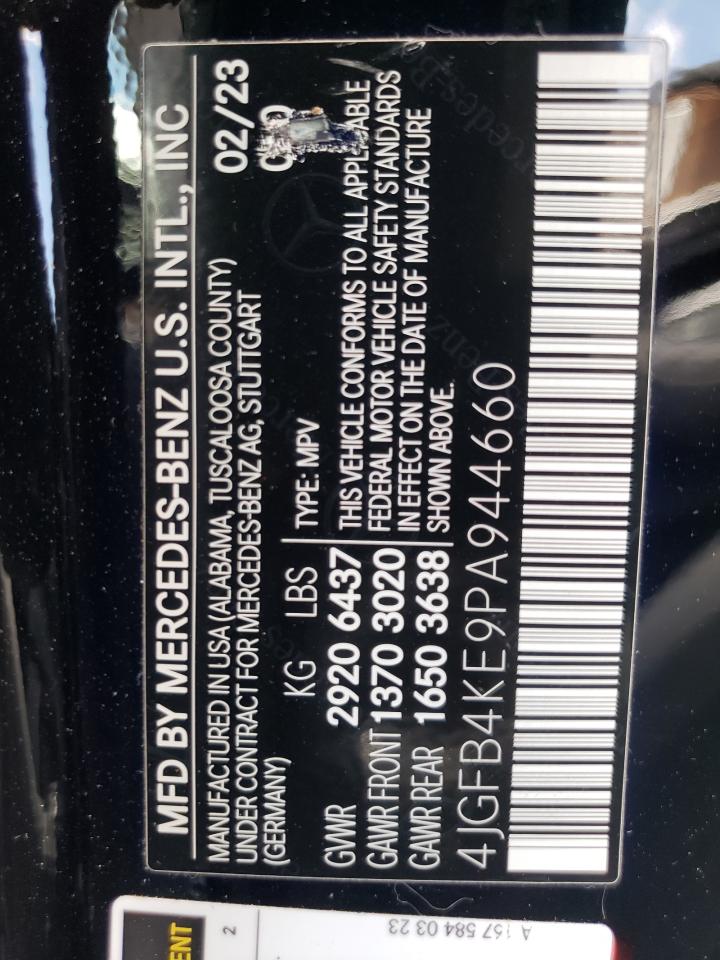 MFD BY MERCEDES-BENZ U.S. INTL., INC
MANUFACTURED IN USA (ALABAMA, TUSCALOOSA COUNTY) 02/23
UNDER CONTRACT FOR MERCEDES-BENZ AG, STUTTGART
(GERMANY)
KG LBS TYPE: MPV
GVWR 2920 6437 THIS VEHICLE CONFORMS TO ALL APPLICABLE
GAWR FRONT 1370 3020 FEDERAL MOTOR VEHICLE SAFETY STANDARDS
GAWR REAR 1650 3638 IN EFFECT ON THE DATE OF MANUFACTURE
SHOWN ABOVE.
4JGFB4KE9PA944660
ENT
2
A 167 584 03 23